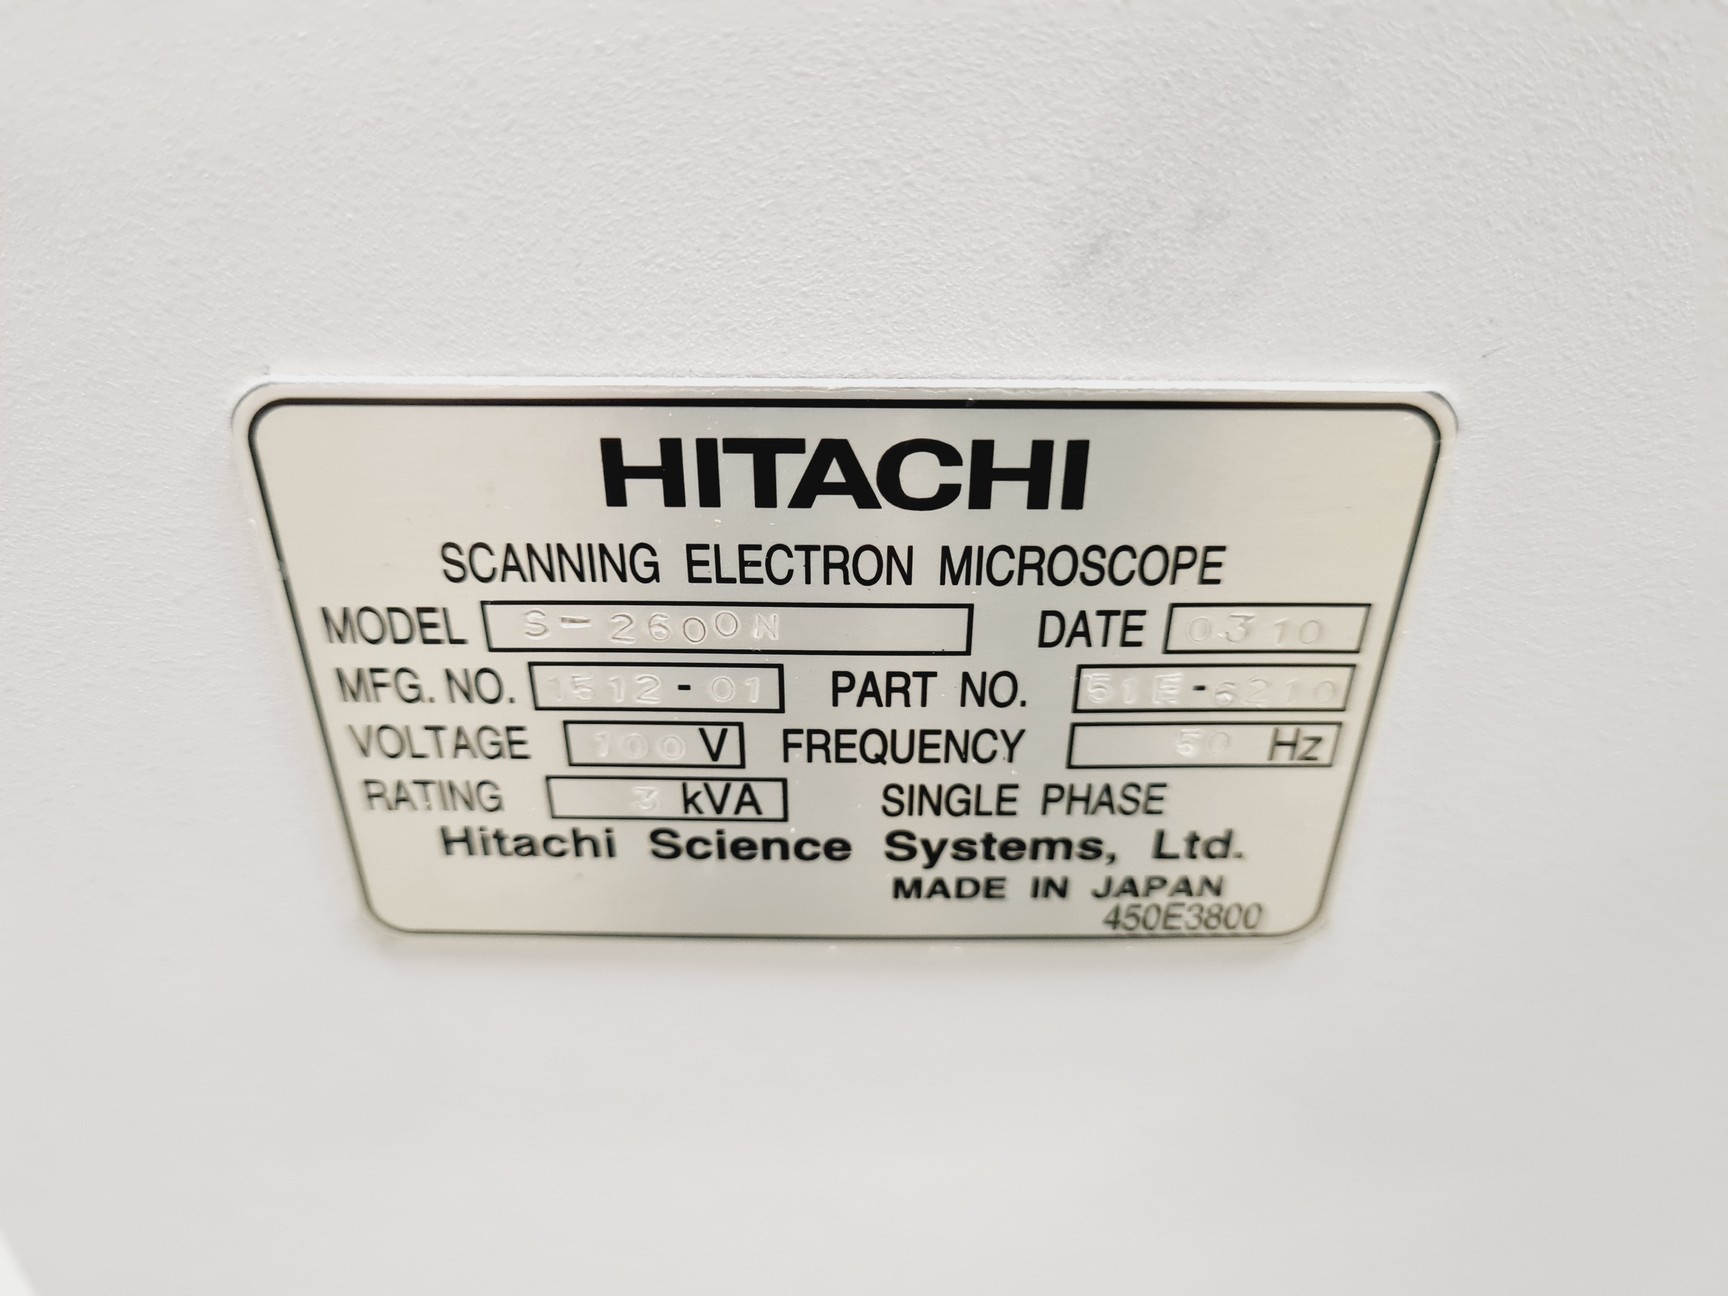 HITACHI
SCANNING ELECTRON MICROSCOPE
MODEL S-2600N DATE 0310
MFG. NO. 1512-01 PART NO. 51E-6210
VOLTAGE 100 V FREQUENCY 50 Hz
RATING 3 kVA SINGLE PHASE
Hitachi Science Systems, Ltd.
MADE IN JAPAN
450E3800